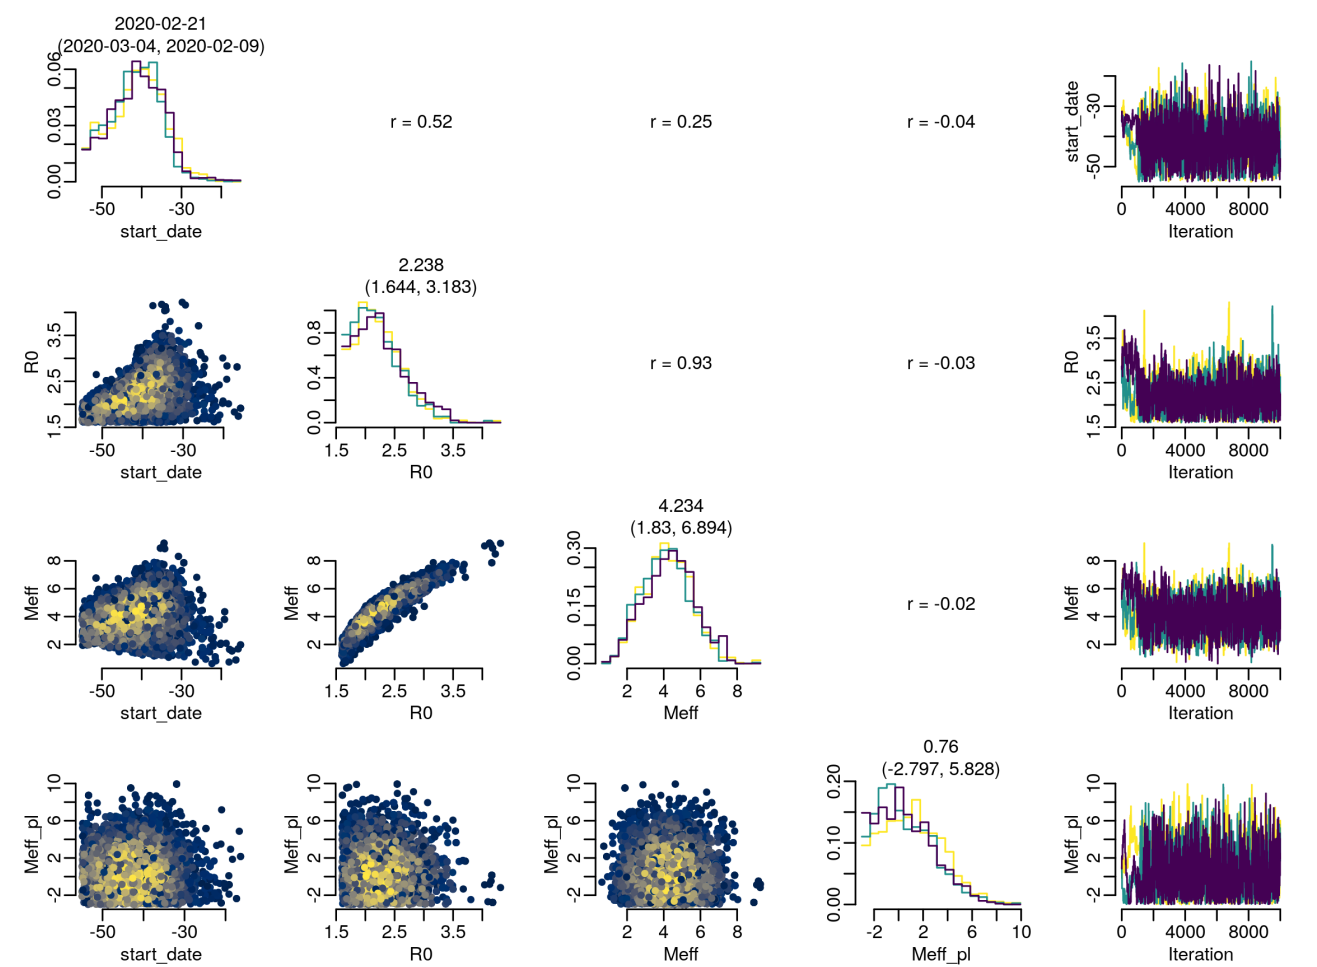 2020-02-21
(2020-03-04, 2020-02-09)
0.00 0.03 0.06
-50 -30
start_date
r = 0.52
r = 0.25
r = -0.04
start_date
-50 -30
0 4000 8000
Iteration
R0
1.5 2.5 3.5
-50 -30
start_date
2.238
(1.644, 3.183)
0.0 0.4 0.8
1.5 2.5 3.5
R0
r = 0.93
r = -0.03
R0
1.5 2.5 3.5
0 4000 8000
Iteration
Meff
2 4 6 8
-50 -30
start_date
Meff
2 4 6 8
1.5 2.5 3.5
R0
4.234
(1.83, 6.894)
0.00 0.15 0.30
2 4 6 8
Meff
r = -0.02
Meff
2 4 6 8
0 4000 8000
Iteration
Meff_pl
-2 2 6 10
-50 -30
start_date
Meff_pl
-2 2 6 10
1.5 2.5 3.5
R0
Meff_pl
-2 2 6 10
2 4 6 8
Meff
0.76
(-2.797, 5.828)
0.00 0.10 0.20
-2 2 6 10
Meff_pl
Meff_pl
-2 2 6 10
0 4000 8000
Iteration